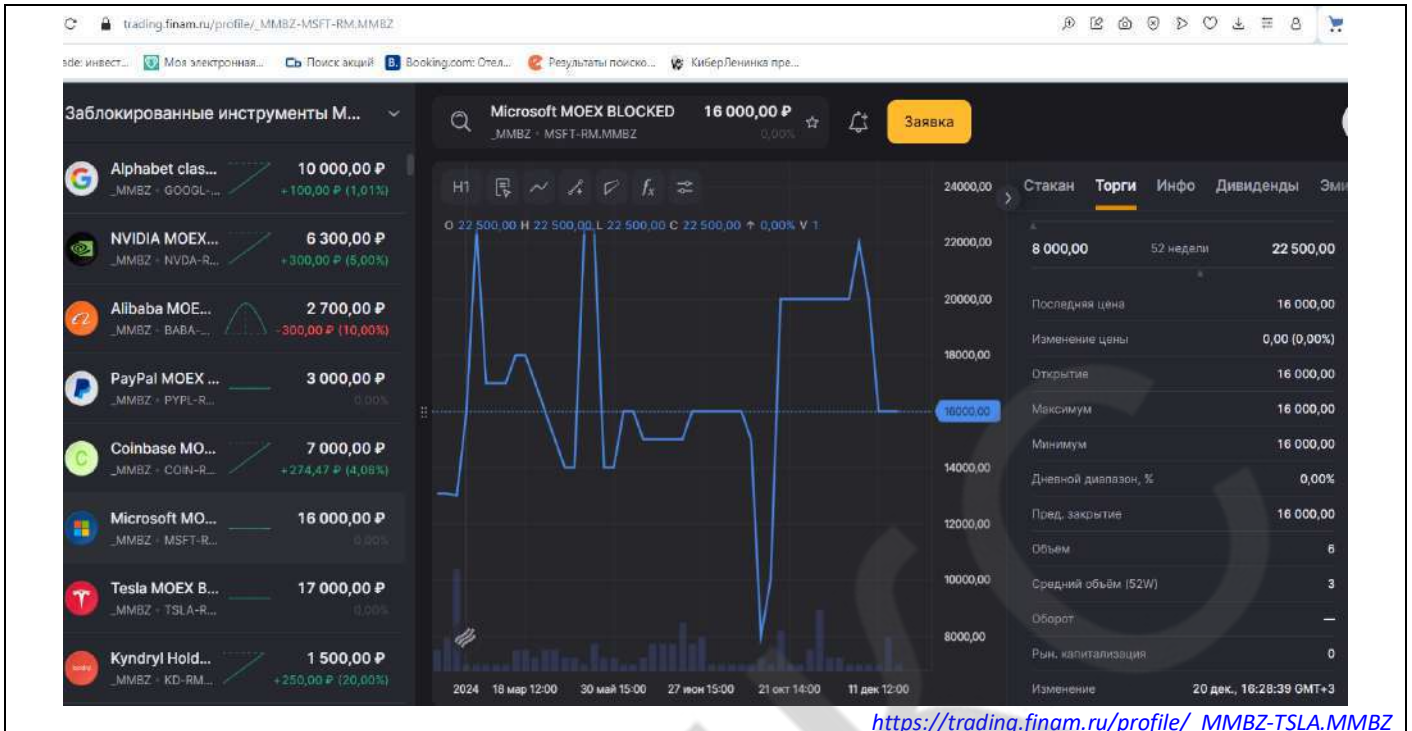 trading.finam.ru/profile/_MMBZ-MSFT-RM.MMBZ
ade: инвест... Моя электронная... Поиск акций Booking.com: Отел... Результаты поиско... КиберЛенинка пре...
Заблокированные инструменты М...
Microsoft MOEX BLOCKED 16 000,00 ₽
_MMBZ • MSFT-RM.MMBZ 0,00%
Заявка
Alphabet clas... 10 000,00 ₽
_MMBZ • GOOGL-... +100,00 ₽ (1,01%)
NVIDIA MOEX... 6 300,00 ₽
_MMBZ • NVDA-R... +300,00 ₽ (5,00%)
Alibaba MOE... 2 700,00 ₽
_MMBZ • BABA-... -300,00 ₽ (10,00%)
PayPal MOEX ... 3 000,00 ₽
_MMBZ • PYPL-R... 0,00%
Coinbase MO... 7 000,00 ₽
_MMBZ • COIN-R... +274,47 ₽ (4,08%)
Microsoft MO... 16 000,00 ₽
_MMBZ • MSFT-R... 0,00%
Tesla MOEX B... 17 000,00 ₽
_MMBZ • TSLA-R... 0,00%
Kyndryl Hold... 1 500,00 ₽
_MMBZ • KD-RM... +250,00 ₽ (20,00%)
H1
O 22 500,00 H 22 500,00 L 22 500,00 C 22 500,00 ↑ 0,00% V 1
24000,00
22000,00
20000,00
18000,00
16000,00
14000,00
12000,00
10000,00
8000,00
2024 18 мар 12:00 30 май 15:00 27 июн 15:00 21 окт 14:00 11 дек 12:00
Стакан Торги Инфо Дивиденды Эми
8 000,00 52 недели 22 500,00
Последняя цена 16 000,00
Изменение цены 0,00 (0,00%)
Открытие 16 000,00
Максимум 16 000,00
Минимум 16 000,00
Дневной диапазон, % 0,00%
Пред. закрытие 16 000,00
Объем 6
Средний объём (52W) 3
Оборот —
Рын. капитализация 0
Изменение 20 дек., 16:28:39 GMT+3
https://trading.finam.ru/profile/_MMBZ-TSLA.MMBZ